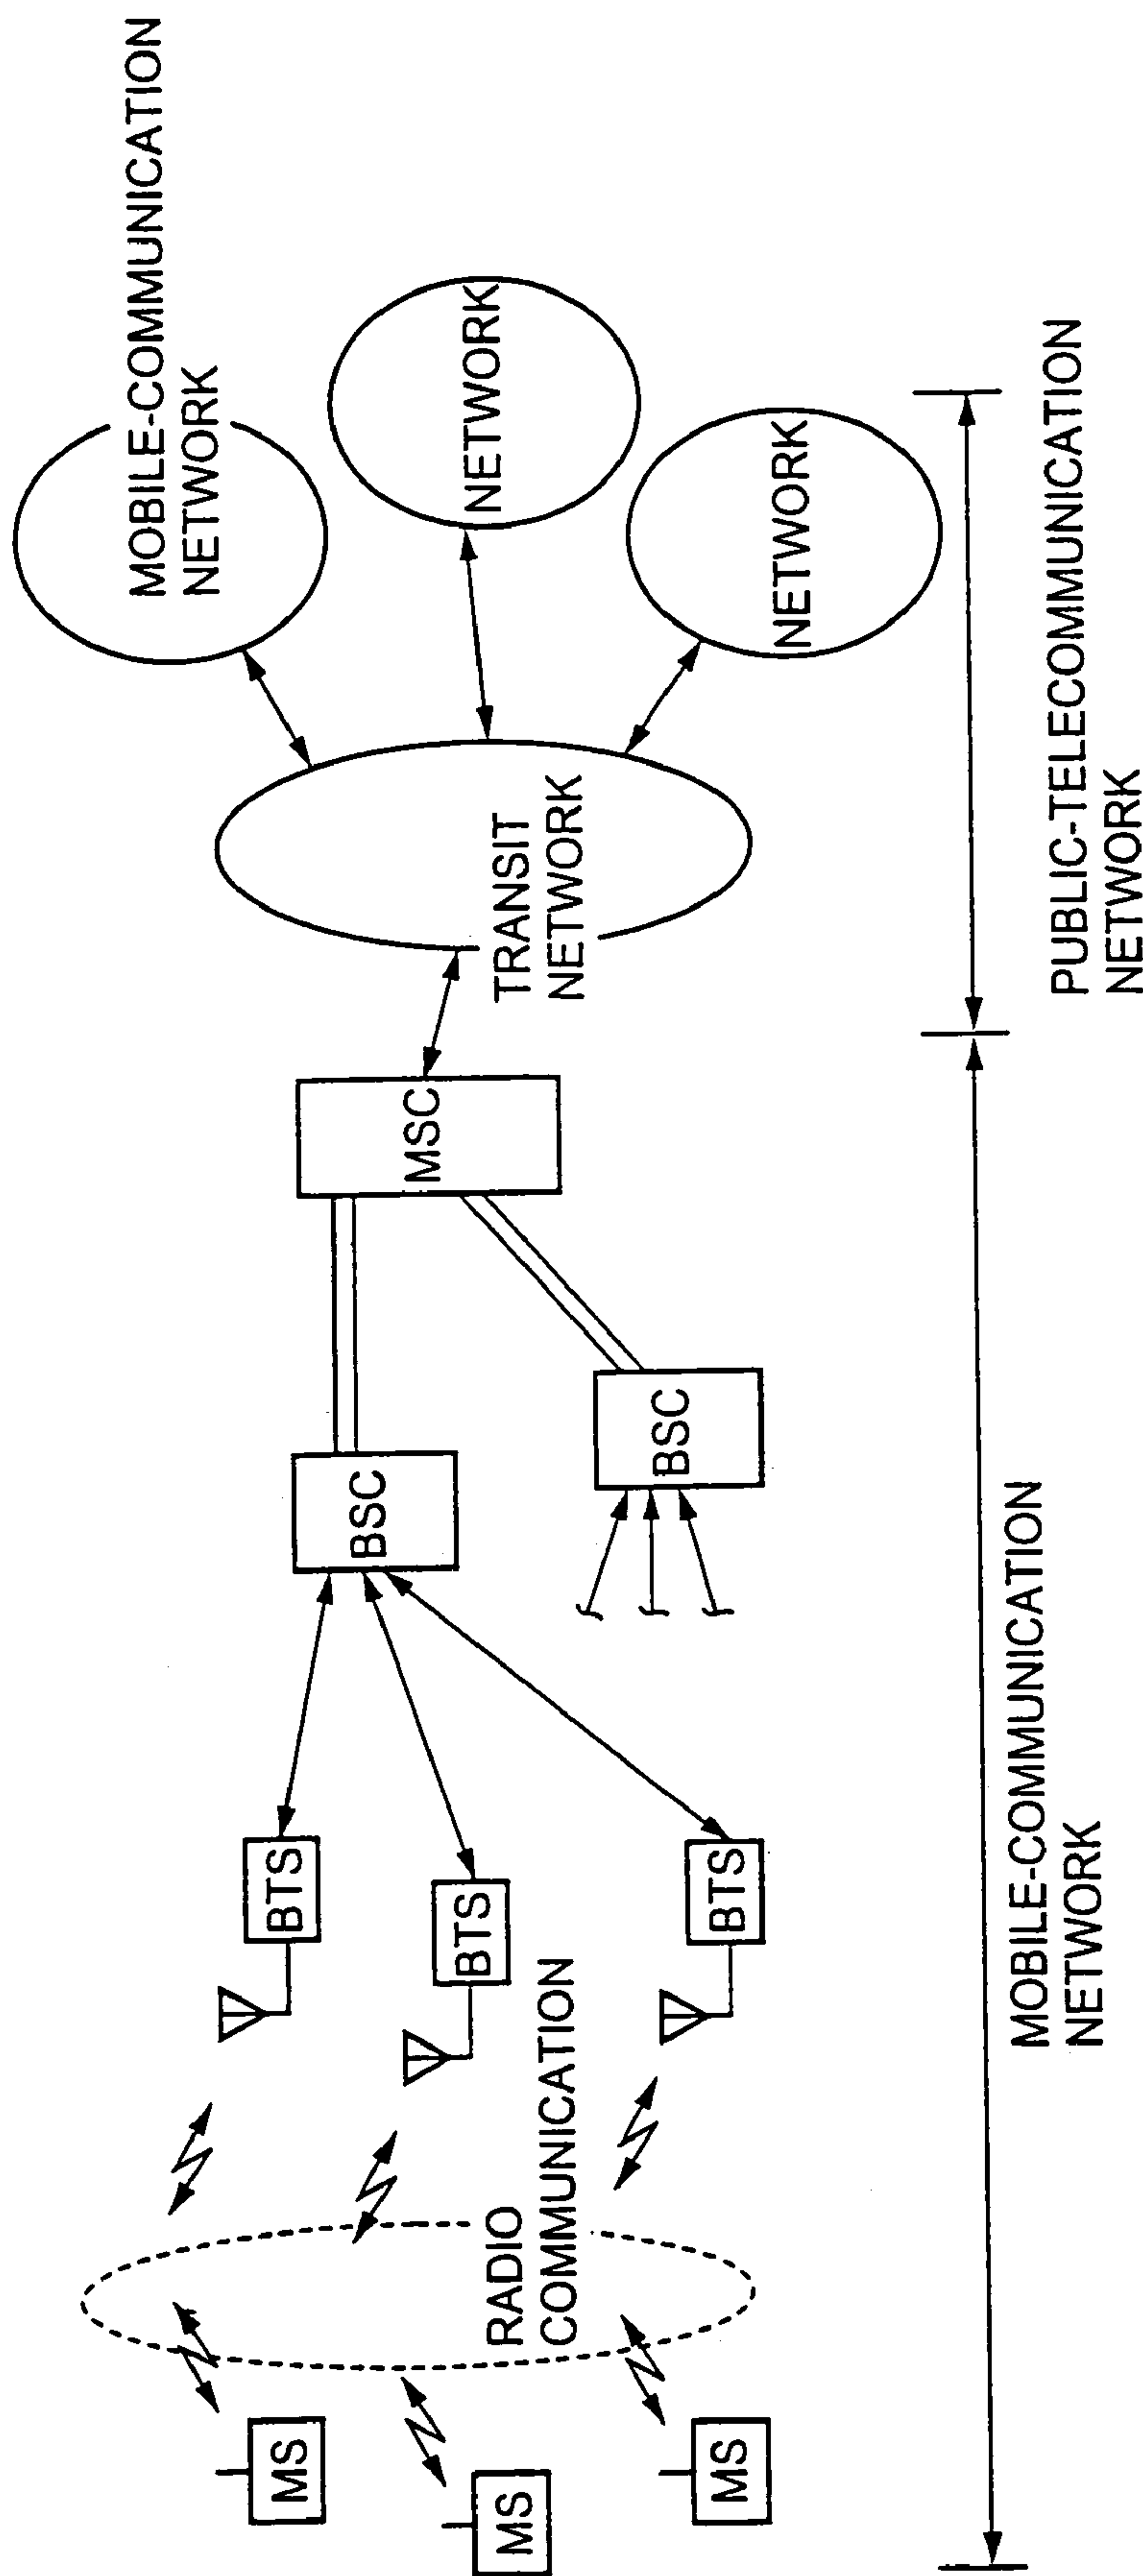 MS
MS
MS
RADIO
COMMUNICATION
BTS
BTS
BTS
BSC
BSC
MSC
TRANSIT
NETWORK
MOBILE-COMMUNICATION
NETWORK
NETWORK
NETWORK
MOBILE-COMMUNICATION
NETWORK
PUBLIC-TELECOMMUNICATION
NETWORK